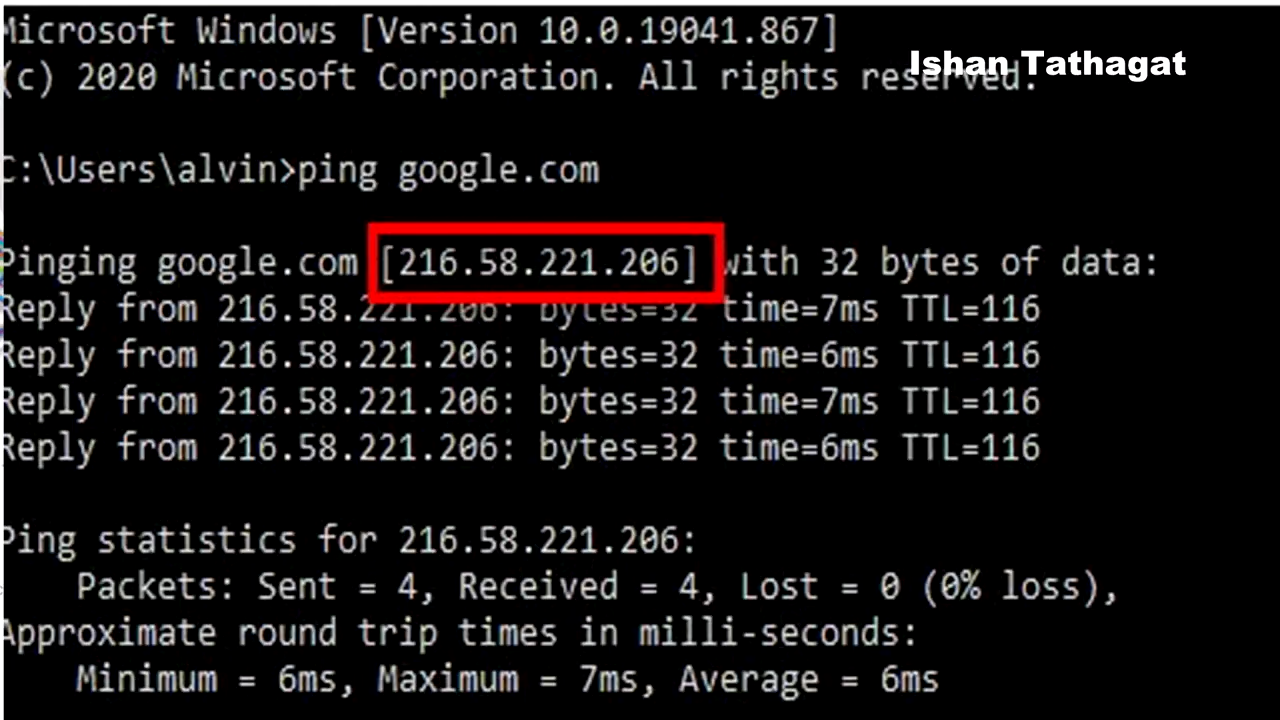 Microsoft Windows [Version 10.0.19041.867]
Ishan Tathagat
(c) 2020 Microsoft Corporation. All rights reserved.
C:\Users\alvin>ping google.com
Pinging google.com [216.58.221.206] with 32 bytes of data:
Reply from 216.58.221.206: bytes=32 time=7ms TTL=116
Reply from 216.58.221.206: bytes=32 time=6ms TTL=116
Reply from 216.58.221.206: bytes=32 time=7ms TTL=116
Reply from 216.58.221.206: bytes=32 time=6ms TTL=116
Ping statistics for 216.58.221.206:
Packets: Sent = 4, Received = 4, Lost = 0 (0% loss),
Approximate round trip times in milli-seconds:
Minimum = 6ms, Maximum = 7ms, Average = 6ms